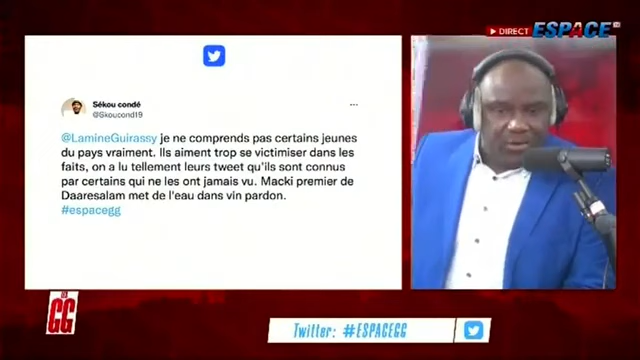 DIRECT
ESPACE
Sékou condé
@Gkoucond19
@LamineGuirassy je ne comprends pas certains jeunes
du pays vraiment. Ils aiment trop se victimiser dans les
faits, on a lu tellement leurs tweet qu'ils sont connus
par certains qui ne les ont jamais vu. Macki premier de
Daaresalam met de l'eau dans vin pardon.
#espacegg
GG
Twitter: #ESPACEGG